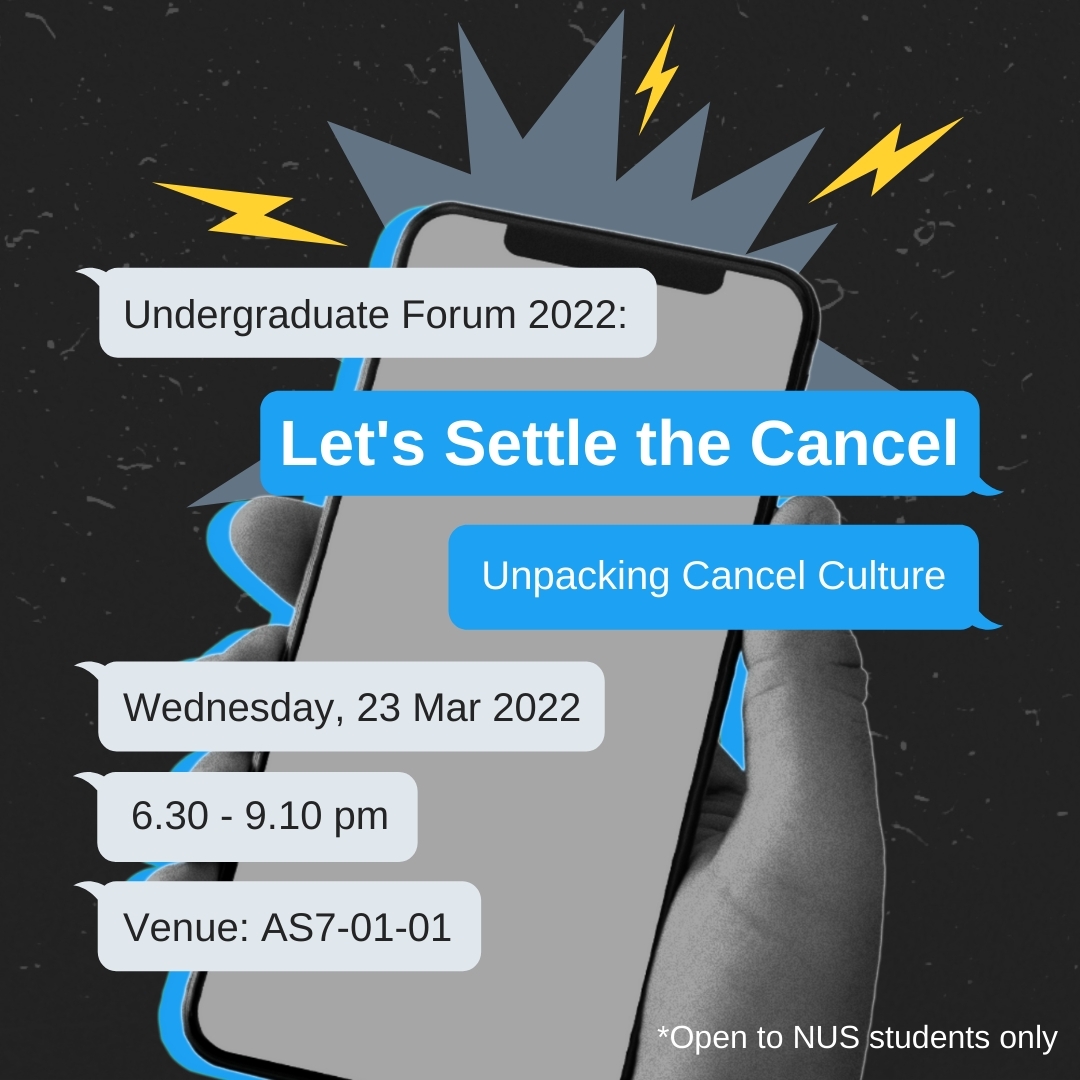 Undergraduate Forum 2022:
Let's Settle the Cancel
Unpacking Cancel Culture
Wednesday, 23 Mar 2022
6.30 - 9.10 pm
Venue: AS7-01-01
*Open to NUS students only